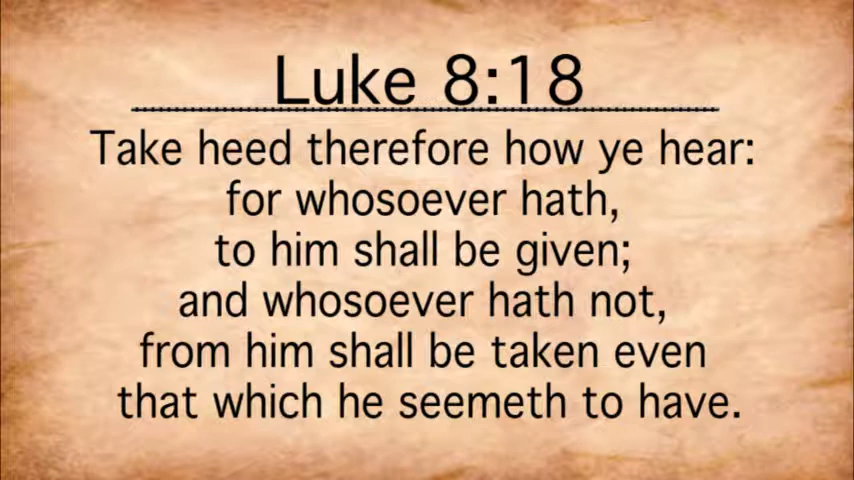 Luke 8:18
Take heed therefore how ye hear:
for whosoever hath,
to him shall be given;
and whosoever hath not,
from him shall be taken even
that which he seemeth to have.